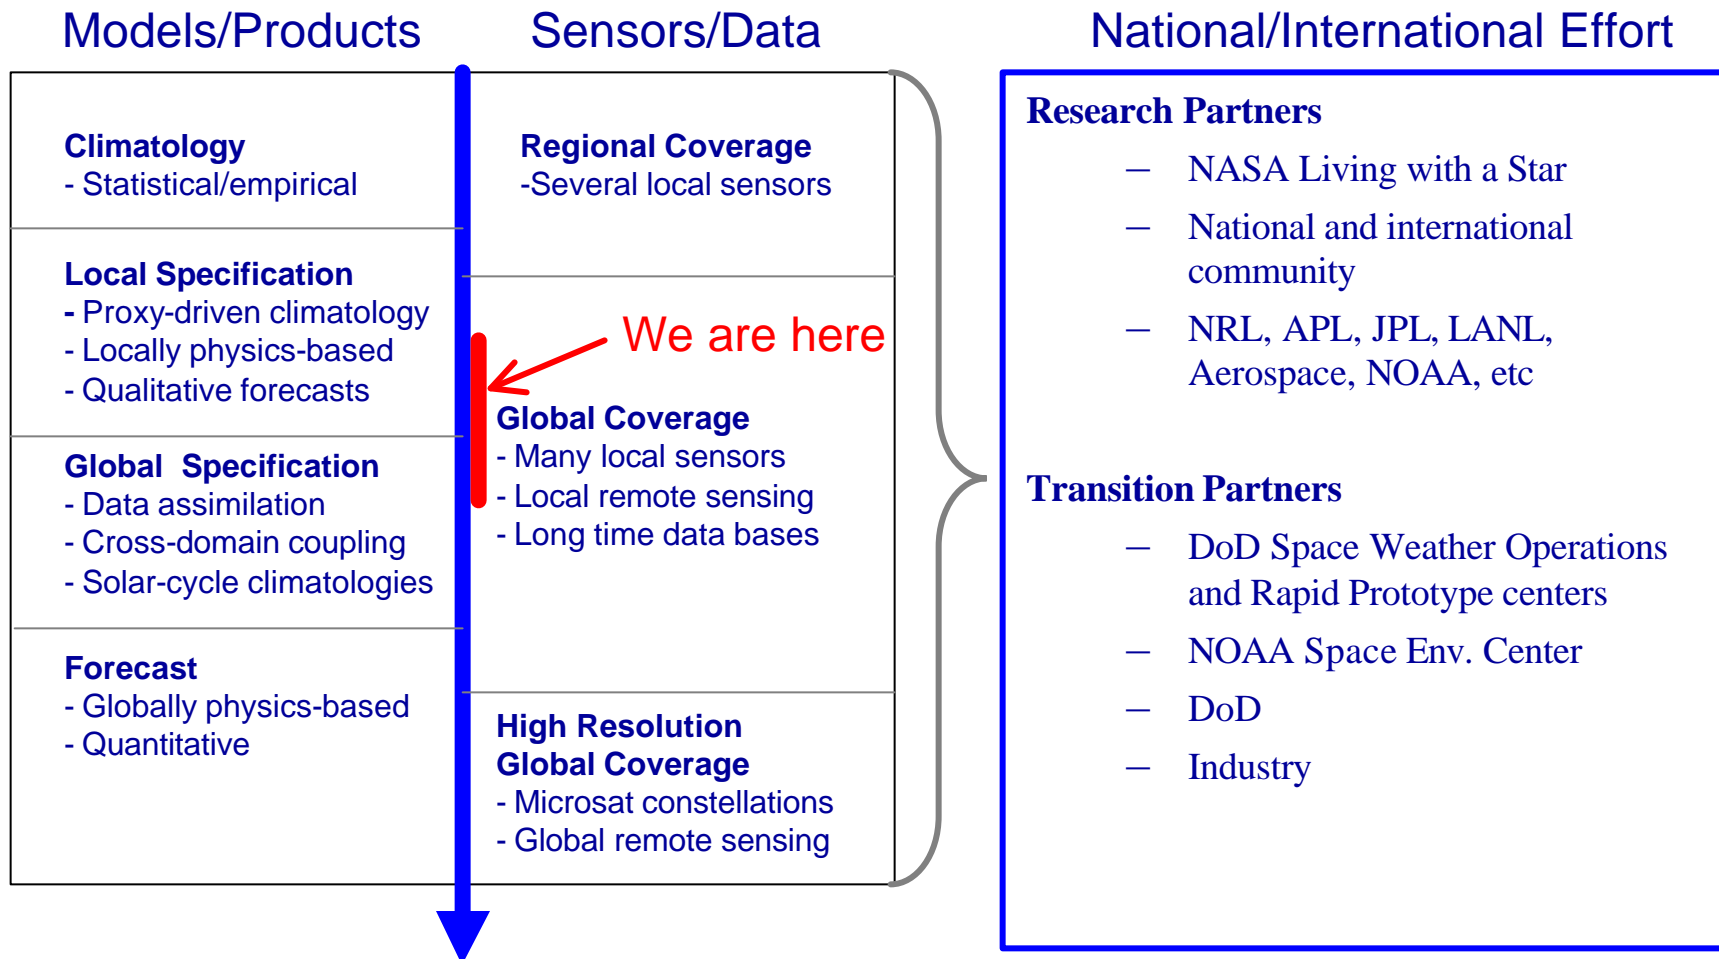 Models/Products
Sensors/Data
National/International Effort
Climatology
- Statistical/empirical
Local Specification
- Proxy-driven climatology
- Locally physics-based
- Qualitative forecasts
Global Specification
- Data assimilation
- Cross-domain coupling
- Solar-cycle climatologies
Forecast
- Globally physics-based
- Quantitative
Regional Coverage
-Several local sensors
We are here
Global Coverage
- Many local sensors
- Local remote sensing
- Long time data bases
High Resolution
Global Coverage
- Microsat constellations
- Global remote sensing
Research Partners
– NASA Living with a Star
– National and international
community
– NRL, APL, JPL, LANL,
Aerospace, NOAA, etc
Transition Partners
– DoD Space Weather Operations
and Rapid Prototype centers
– NOAA Space Env. Center
– DoD
– Industry